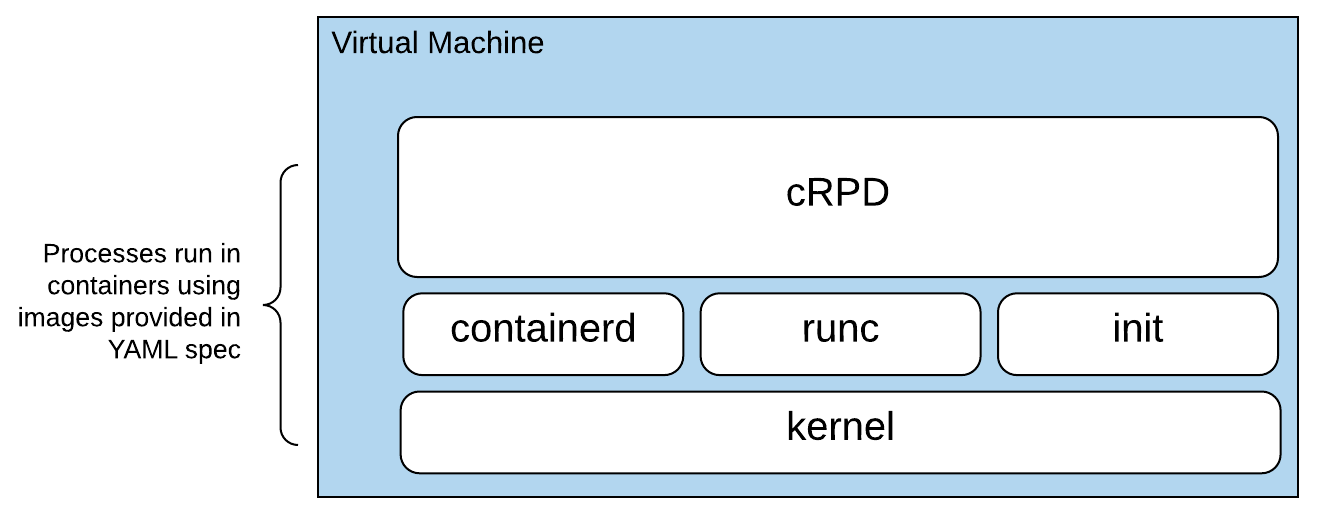 Virtual Machine
cRPD
Processes run in
containers using
images provided in
YAML spec
containerd
runc
init
kernel